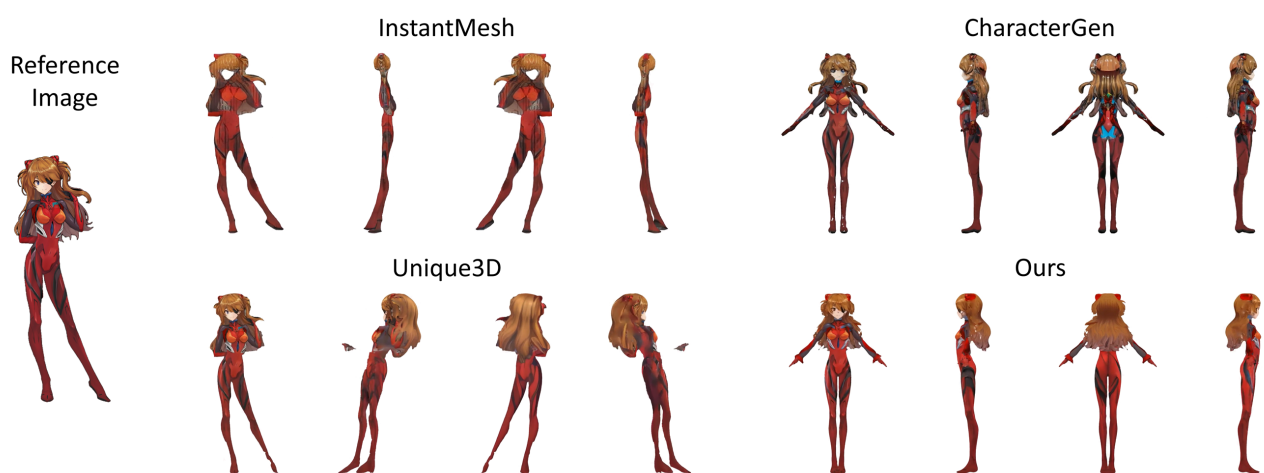 InstantMesh
CharacterGen
Reference
Image
Unique3D
Ours